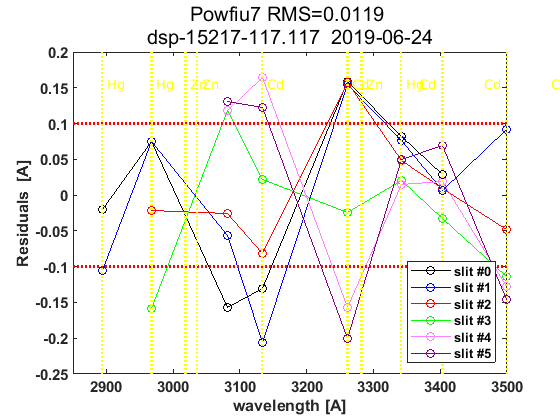 Powfiu7 RMS=0.0119
dsp-15217-117.117 2019-06-24
Residuals [A]
0.2
0.15
0.1
0.05
0
-0.05
-0.1
-0.15
-0.2
-0.25
Hg
Hg
Zn
Zn
Cd
Zn
Cd
Cd
C
slit #0
slit #1
slit #2
slit #3
slit #4
slit #5
2900
3000
3100
3200
3300
3400
3500
wavelength [A]